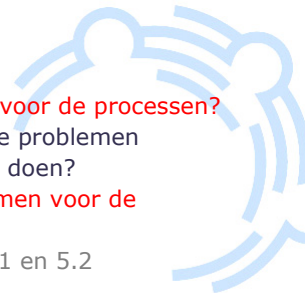 voor de processen?
e problemen
doen?
men voor de
1 en 5.2